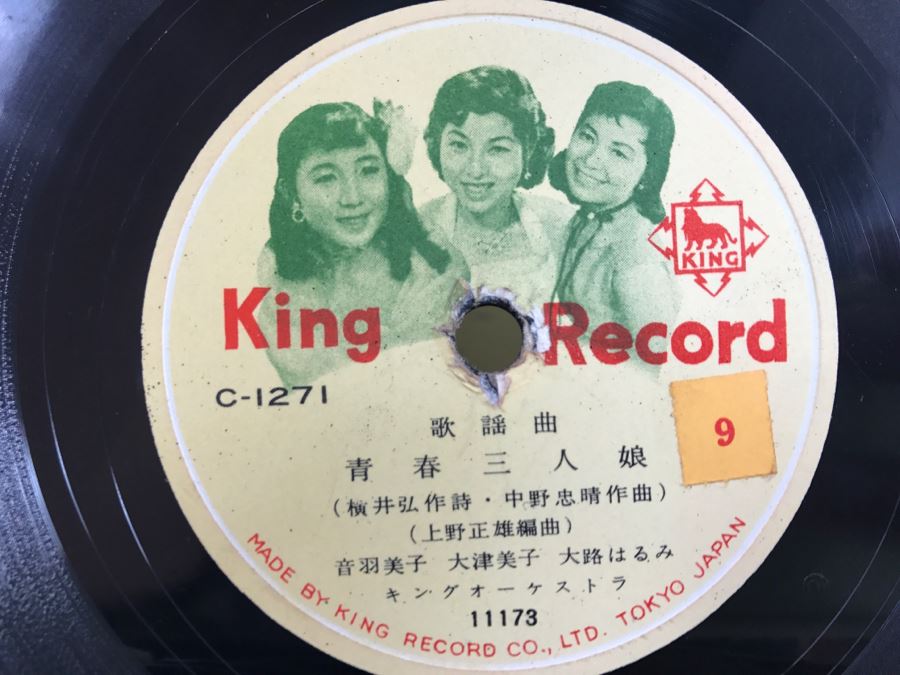 KING
King Record
C-1271
9
歌謡曲
青春三人娘
(横井弘作詩・中野忠晴作曲)
(上野正雄編曲)
音羽美子 大津美子 大路はるみ
キングオーケストラ
11173
MADE BY KING RECORD CO., LTD. TOKYO JAPAN